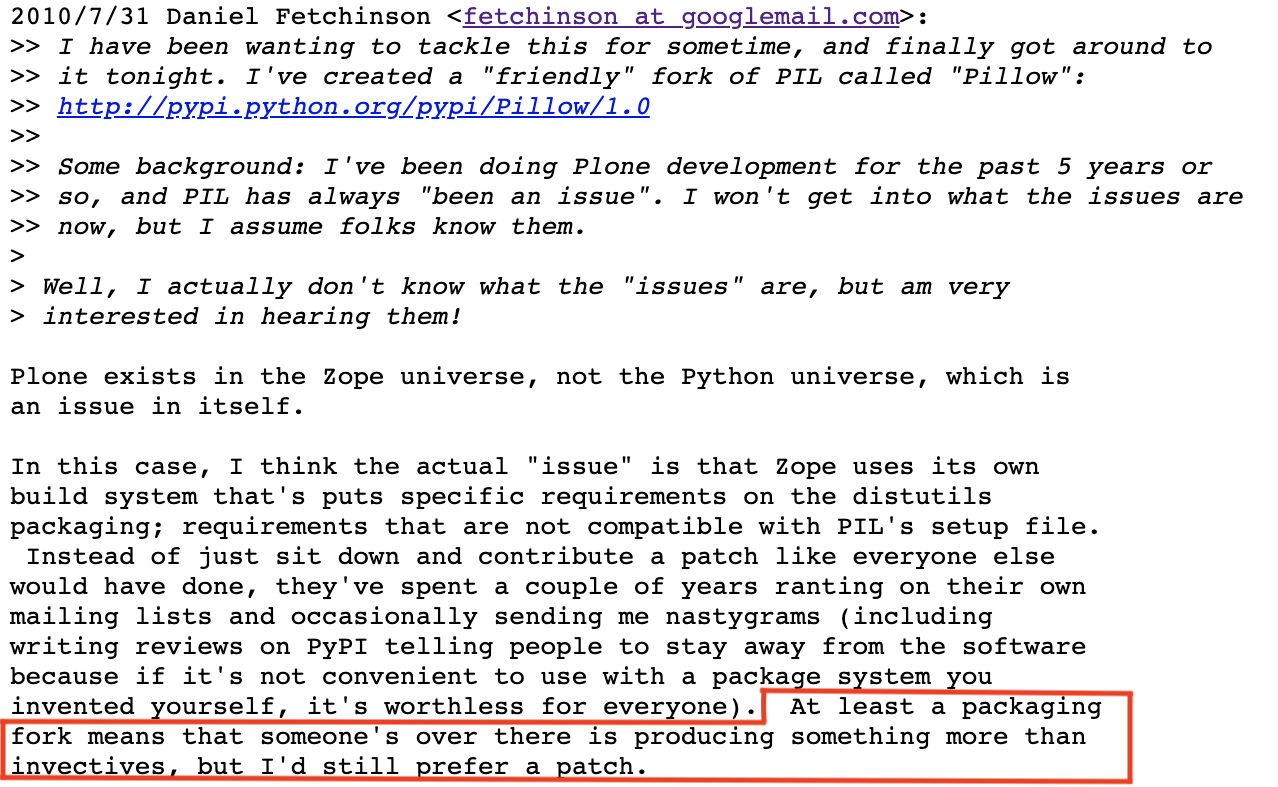 2010/7/31 Daniel Fetchinson <fetchinson at googlemail.com>:
>> I have been wanting to tackle this for sometime, and finally got around to
>> it tonight. I've created a "friendly" fork of PIL called "Pillow":
>> http://pypi.python.org/pypi/Pillow/1.0
>>
>> Some background: I've been doing Plone development for the past 5 years or
>> so, and PIL has always "been an issue". I won't get into what the issues are
>> now, but I assume folks know them.
>
> Well, I actually don't know what the "issues" are, but am very
> interested in hearing them!
Plone exists in the Zope universe, not the Python universe, which is
an issue in itself.
In this case, I think the actual "issue" is that Zope uses its own
build system that's puts specific requirements on the distutils
packaging; requirements that are not compatible with PIL's setup file.
Instead of just sit down and contribute a patch like everyone else
would have done, they've spent a couple of years ranting on their own
mailing lists and occasionally sending me nastygrams (including
writing reviews on PyPI telling people to stay away from the software
because if it's not convenient to use with a package system you
invented yourself, it's worthless for everyone).  At least a packaging
fork means that someone's over there is producing something more than
invectives, but I'd still prefer a patch.